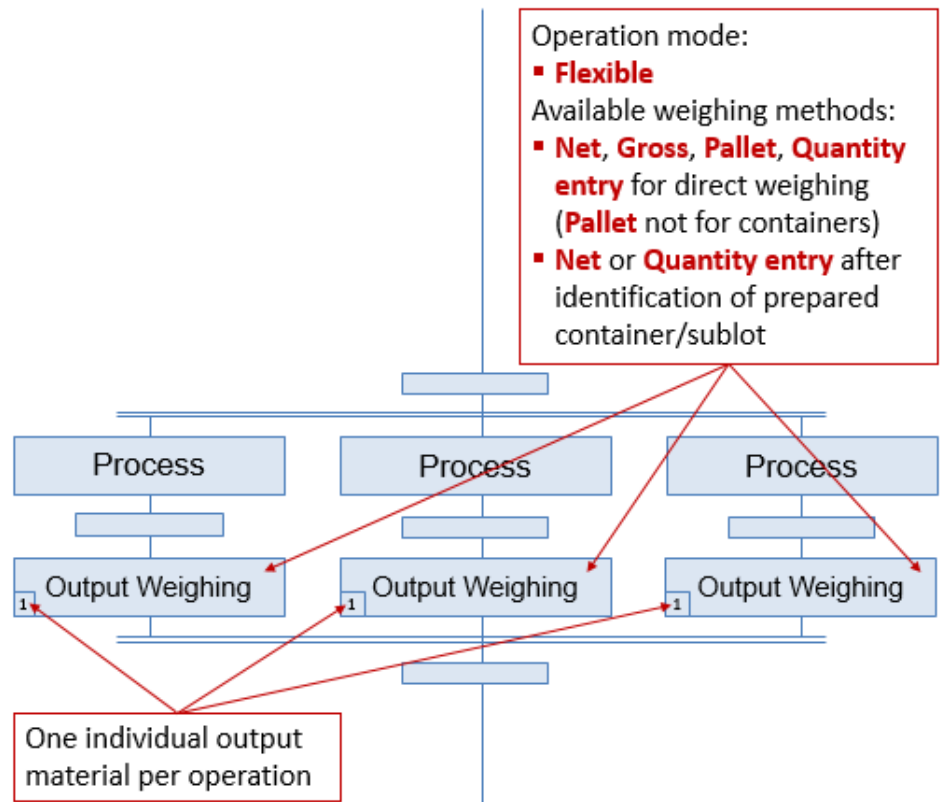 Operation mode:
▪ Flexible
Available weighing methods:
▪ Net, Gross, Pallet, Quantity
entry for direct weighing
(Pallet not for containers)
▪ Net or Quantity entry after
identification of prepared
container/sublot
Process
Process
Process
Output Weighing
1
Output Weighing
1
Output Weighing
1
One individual output
material per operation